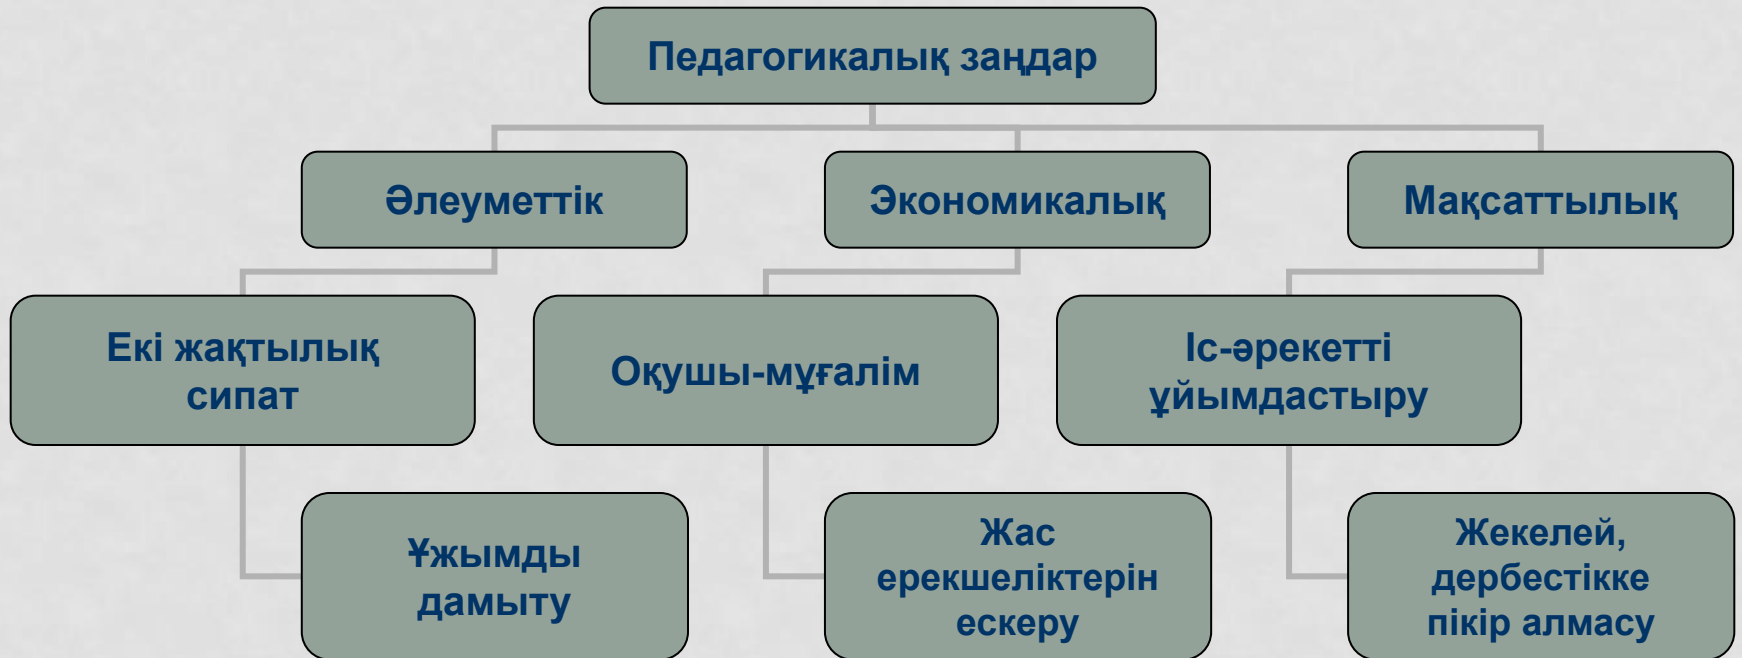 Педагогикалық заңдар
Әлеуметтік
Экономикалық
Мақсаттылық
Екі жақтылық
сипат
Оқушы-мұғалім
Іс-әрекетті
ұйымдастыру
Ұжымды
дамыту
Жас
ерекшеліктерін
ескеру
Жекелей,
дербестікке
пікір алмасу